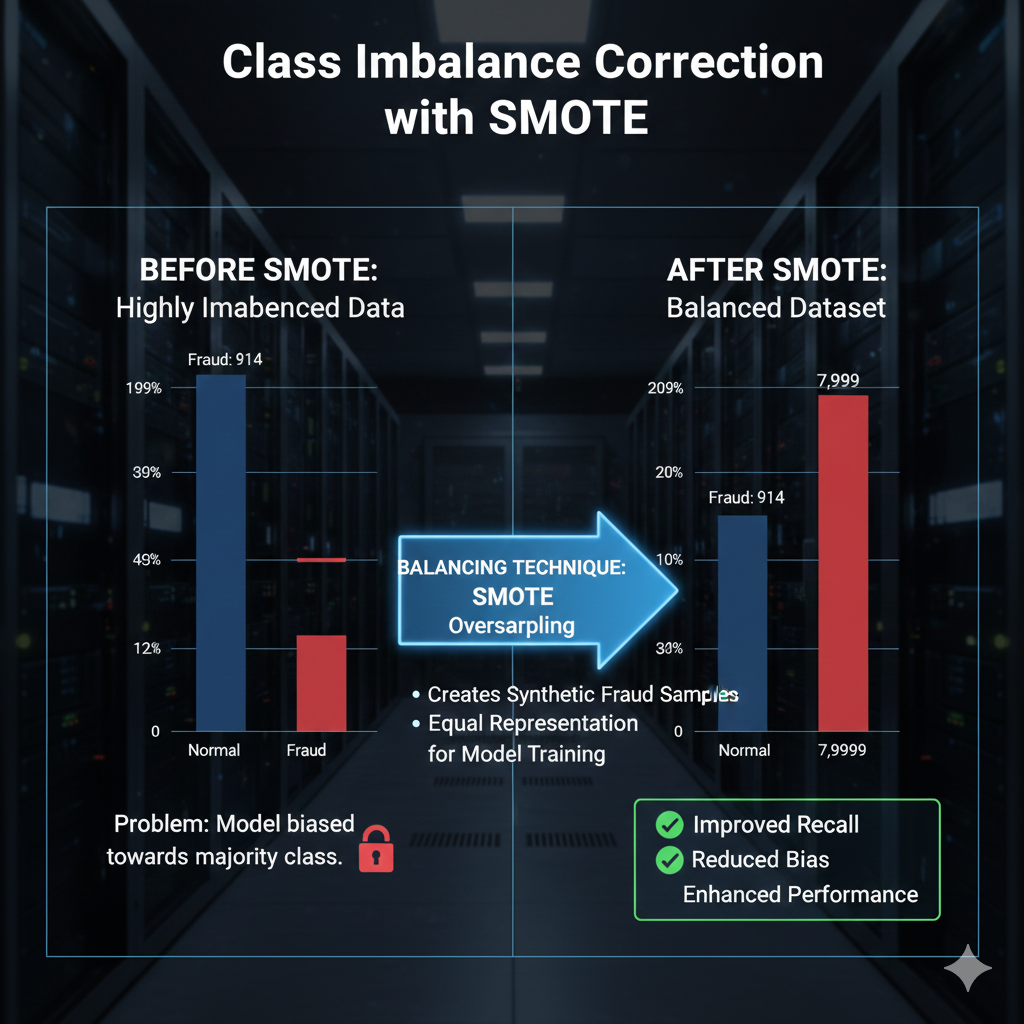 Class Imbalance Correction
with SMOTE
BEFORE SMOTE:
Highly Imabenced Data
Fraud: 914
199%
39%
49%
12%
0
Normal
Fraud
Problem: Model biased
towards majority class.
BALANCING TECHNIQUE:
SMOTE
Oversarpling
• Creates Synthetic Fraud Samples
• Equal Representation
for Model Training
AFTER SMOTE:
Balanced Dataset
7,999
209%
20%
Fraud: 914
10%
30%
0
Normal
7,9999
Improved Recall
Reduced Bias
Enhanced Performance